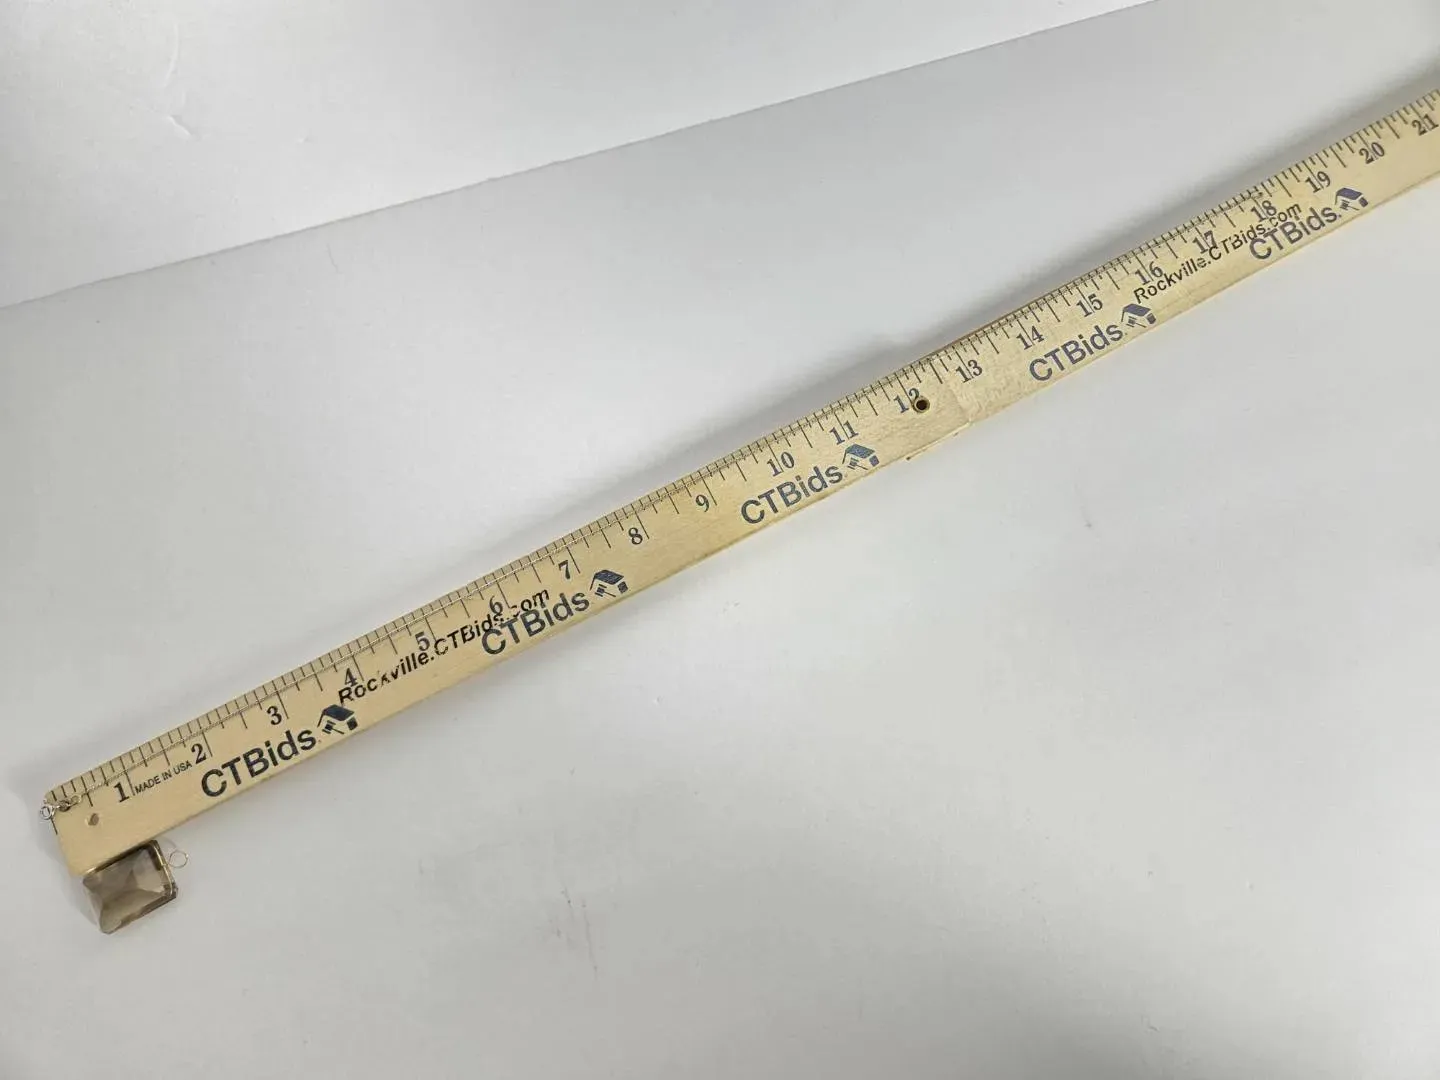 1 2 3 4 5 6 7 8 9 10 11 12 13 14 15 16 17 18 19 20 21
MADE IN USA
CTBids
Rockville.CTBids.com
CTBids
CTBids
CTBids
Rockville.CTBids.com
CTBids